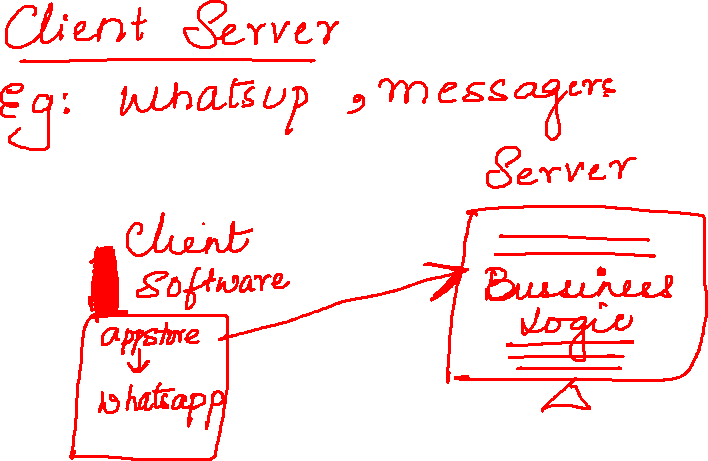 Client Server
Eg: Whatsup , messagers
Server
Client
Software
appstore
whatsapp
Bussiness
Logic